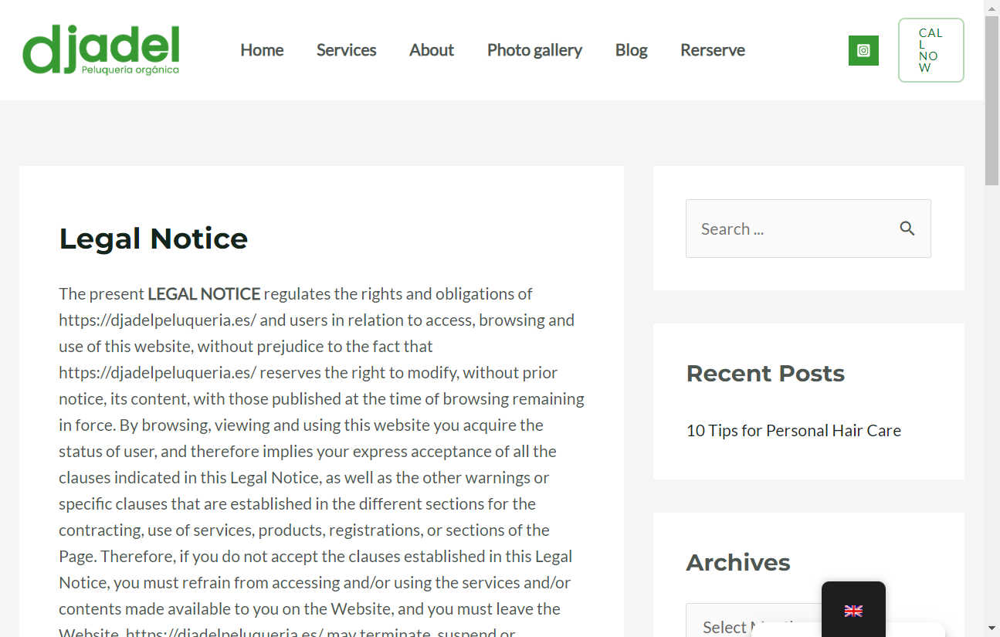 djadel
Peluquería orgánica
Home
Services
About
Photo gallery
Blog
Rerserve
CAL
L
NO
W
Legal Notice
The present LEGAL NOTICE regulates the rights and obligations of
https://djadelpeluqueria.es/ and users in relation to access, browsing and
use of this website, without prejudice to the fact that
https://djadelpeluqueria.es/ reserves the right to modify, without prior
notice, its content, with those published at the time of browsing remaining
in force. By browsing, viewing and using this website you acquire the
status of user, and therefore implies your express acceptance of all the
clauses indicated in this Legal Notice, as well as the other warnings or
specific clauses that are established in the different sections for the
contracting, use of services, products, registrations, or sections of the
Page. Therefore, if you do not accept the clauses established in this Legal
Notice, you must refrain from accessing and/or using the services and/or
contents made available to you on the Website, and you must leave the
Website. https://djadelpeluqueria.es/ may terminate, suspend or
Search ...
Recent Posts
10 Tips for Personal Hair Care
Archives
Select